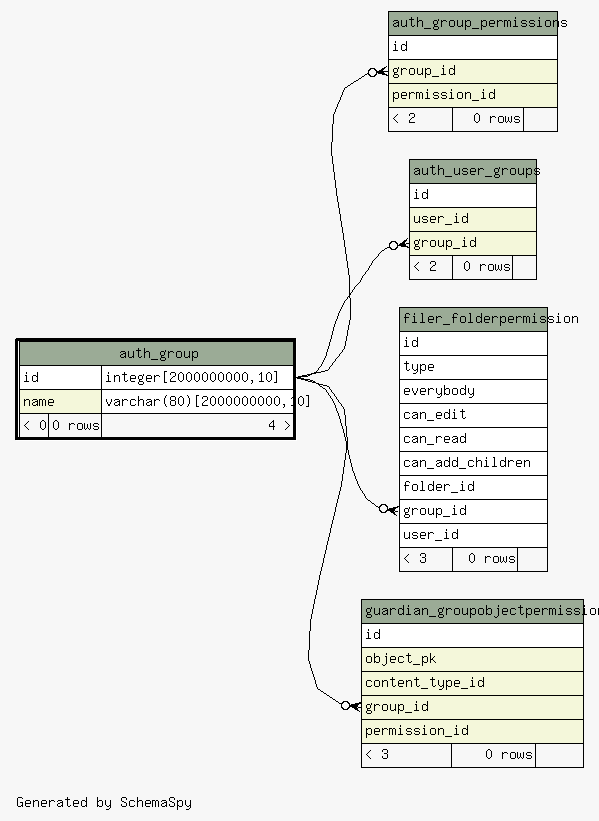 auth_group_permissions
id
group_id
permission_id
< 2 0 rows
auth_user_groups
id
user_id
group_id
< 2 0 rows
filer_folderpermission
id
type
everybody
can_edit
can_read
can_add_children
folder_id
group_id
user_id
< 3 0 rows
auth_group
id integer[2000000000,10]
name varchar(80)[2000000000,10]
< 0 0 rows 4 >
guardian_groupobjectpermission
id
object_pk
content_type_id
group_id
permission_id
< 3 0 rows
Generated by SchemaSpy